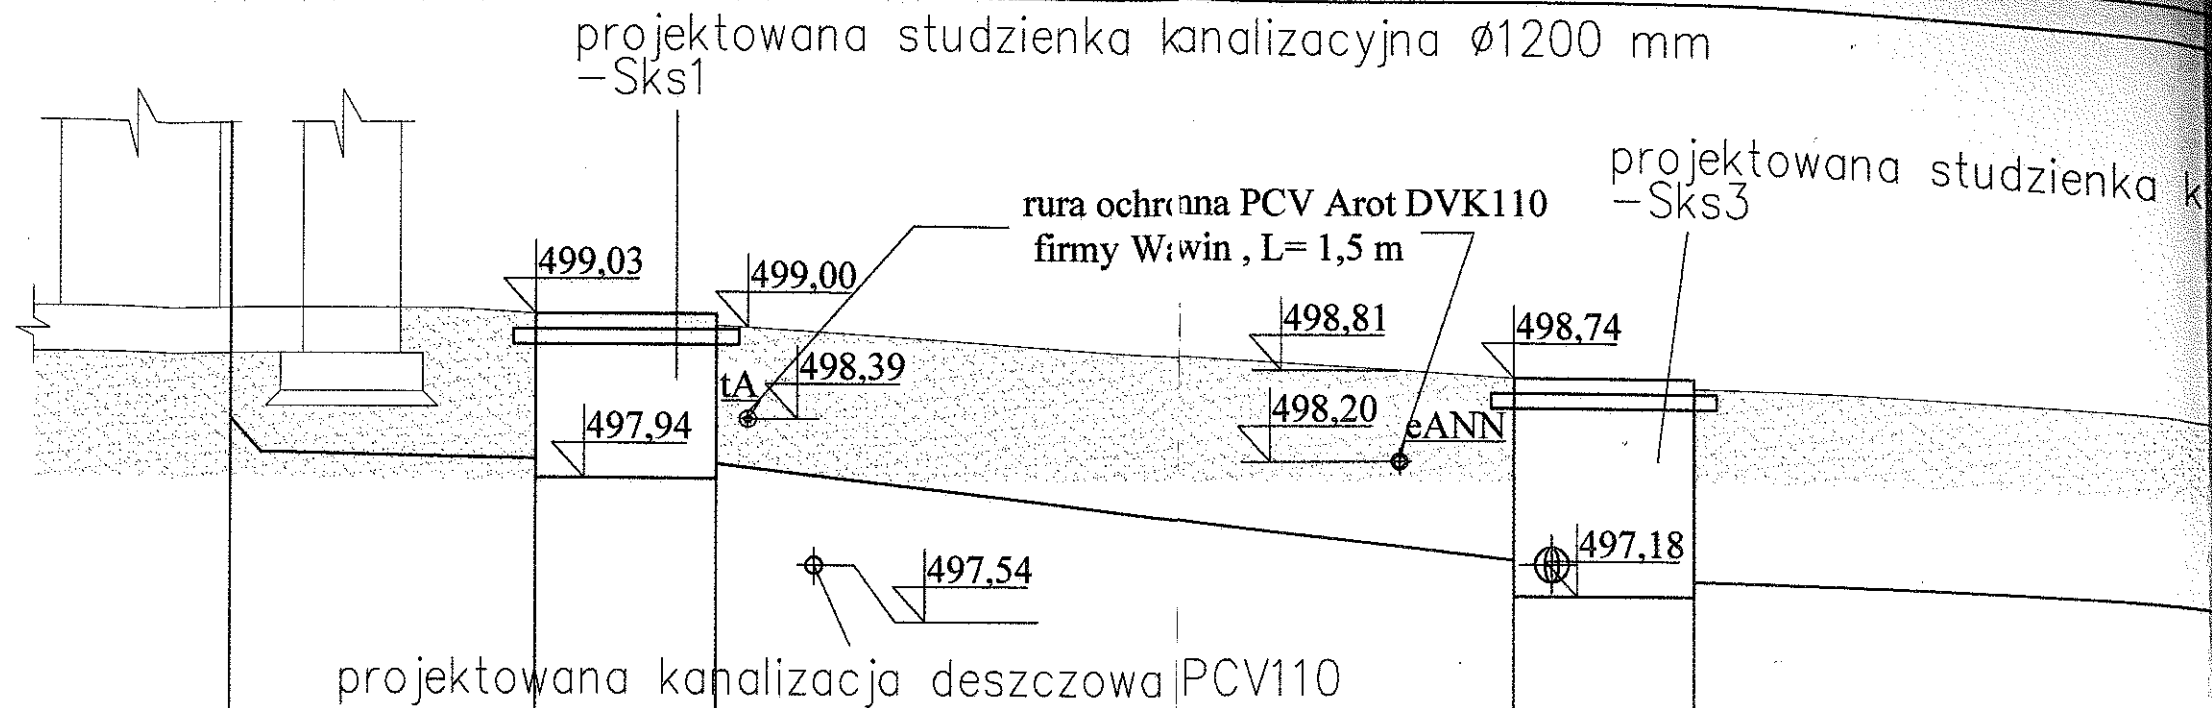 projektowana studzienka kanalizacyjna ø1200 mm
-Sks1
projektowana studzienka
-Sks3
rura ochronna PCV Arot DVK110
firmy Wawin , L= 1,5 m
499,03
499,00
498,81
498,74
498,39
tA
498,20
eANN
497,94
497,18
497,54
projektowana kanalizacja deszczowa PCV110